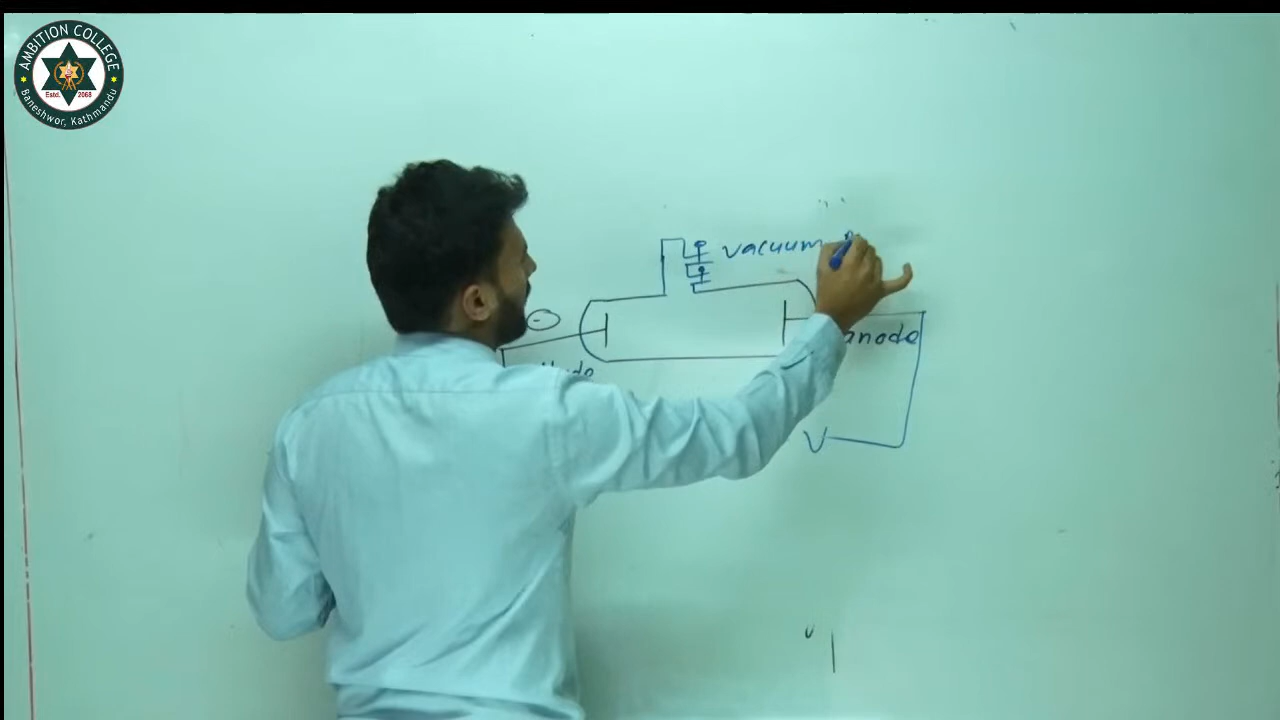 AMBITION COLLEGE
Estd. 2068
Baneshwor, Kathmandu
vacuum
anode
V